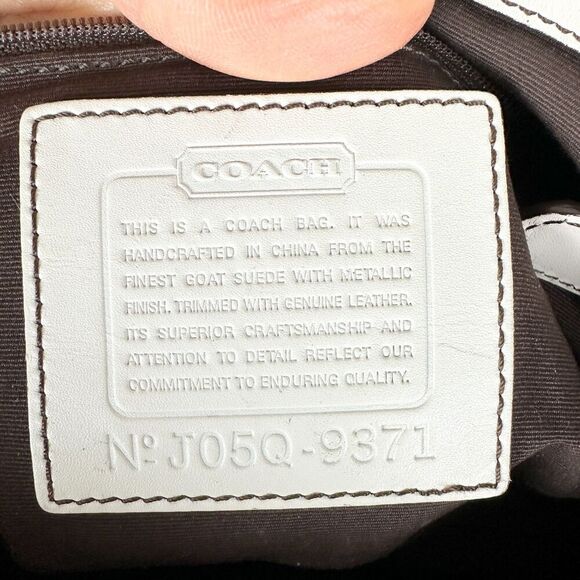 COACH
THIS IS A COACH BAG. IT WAS
HANDCRAFTED IN CHINA FROM THE
FINEST GOAT SUEDE WITH METALLIC
FINISH. TRIMMED WITH GENUINE LEATHER.
ITS SUPERIOR CRAFTSMANSHIP AND
ATTENTION TO DETAIL REFLECT OUR
COMMITMENT TO ENDURING QUALITY.
Nº J05Q-9371